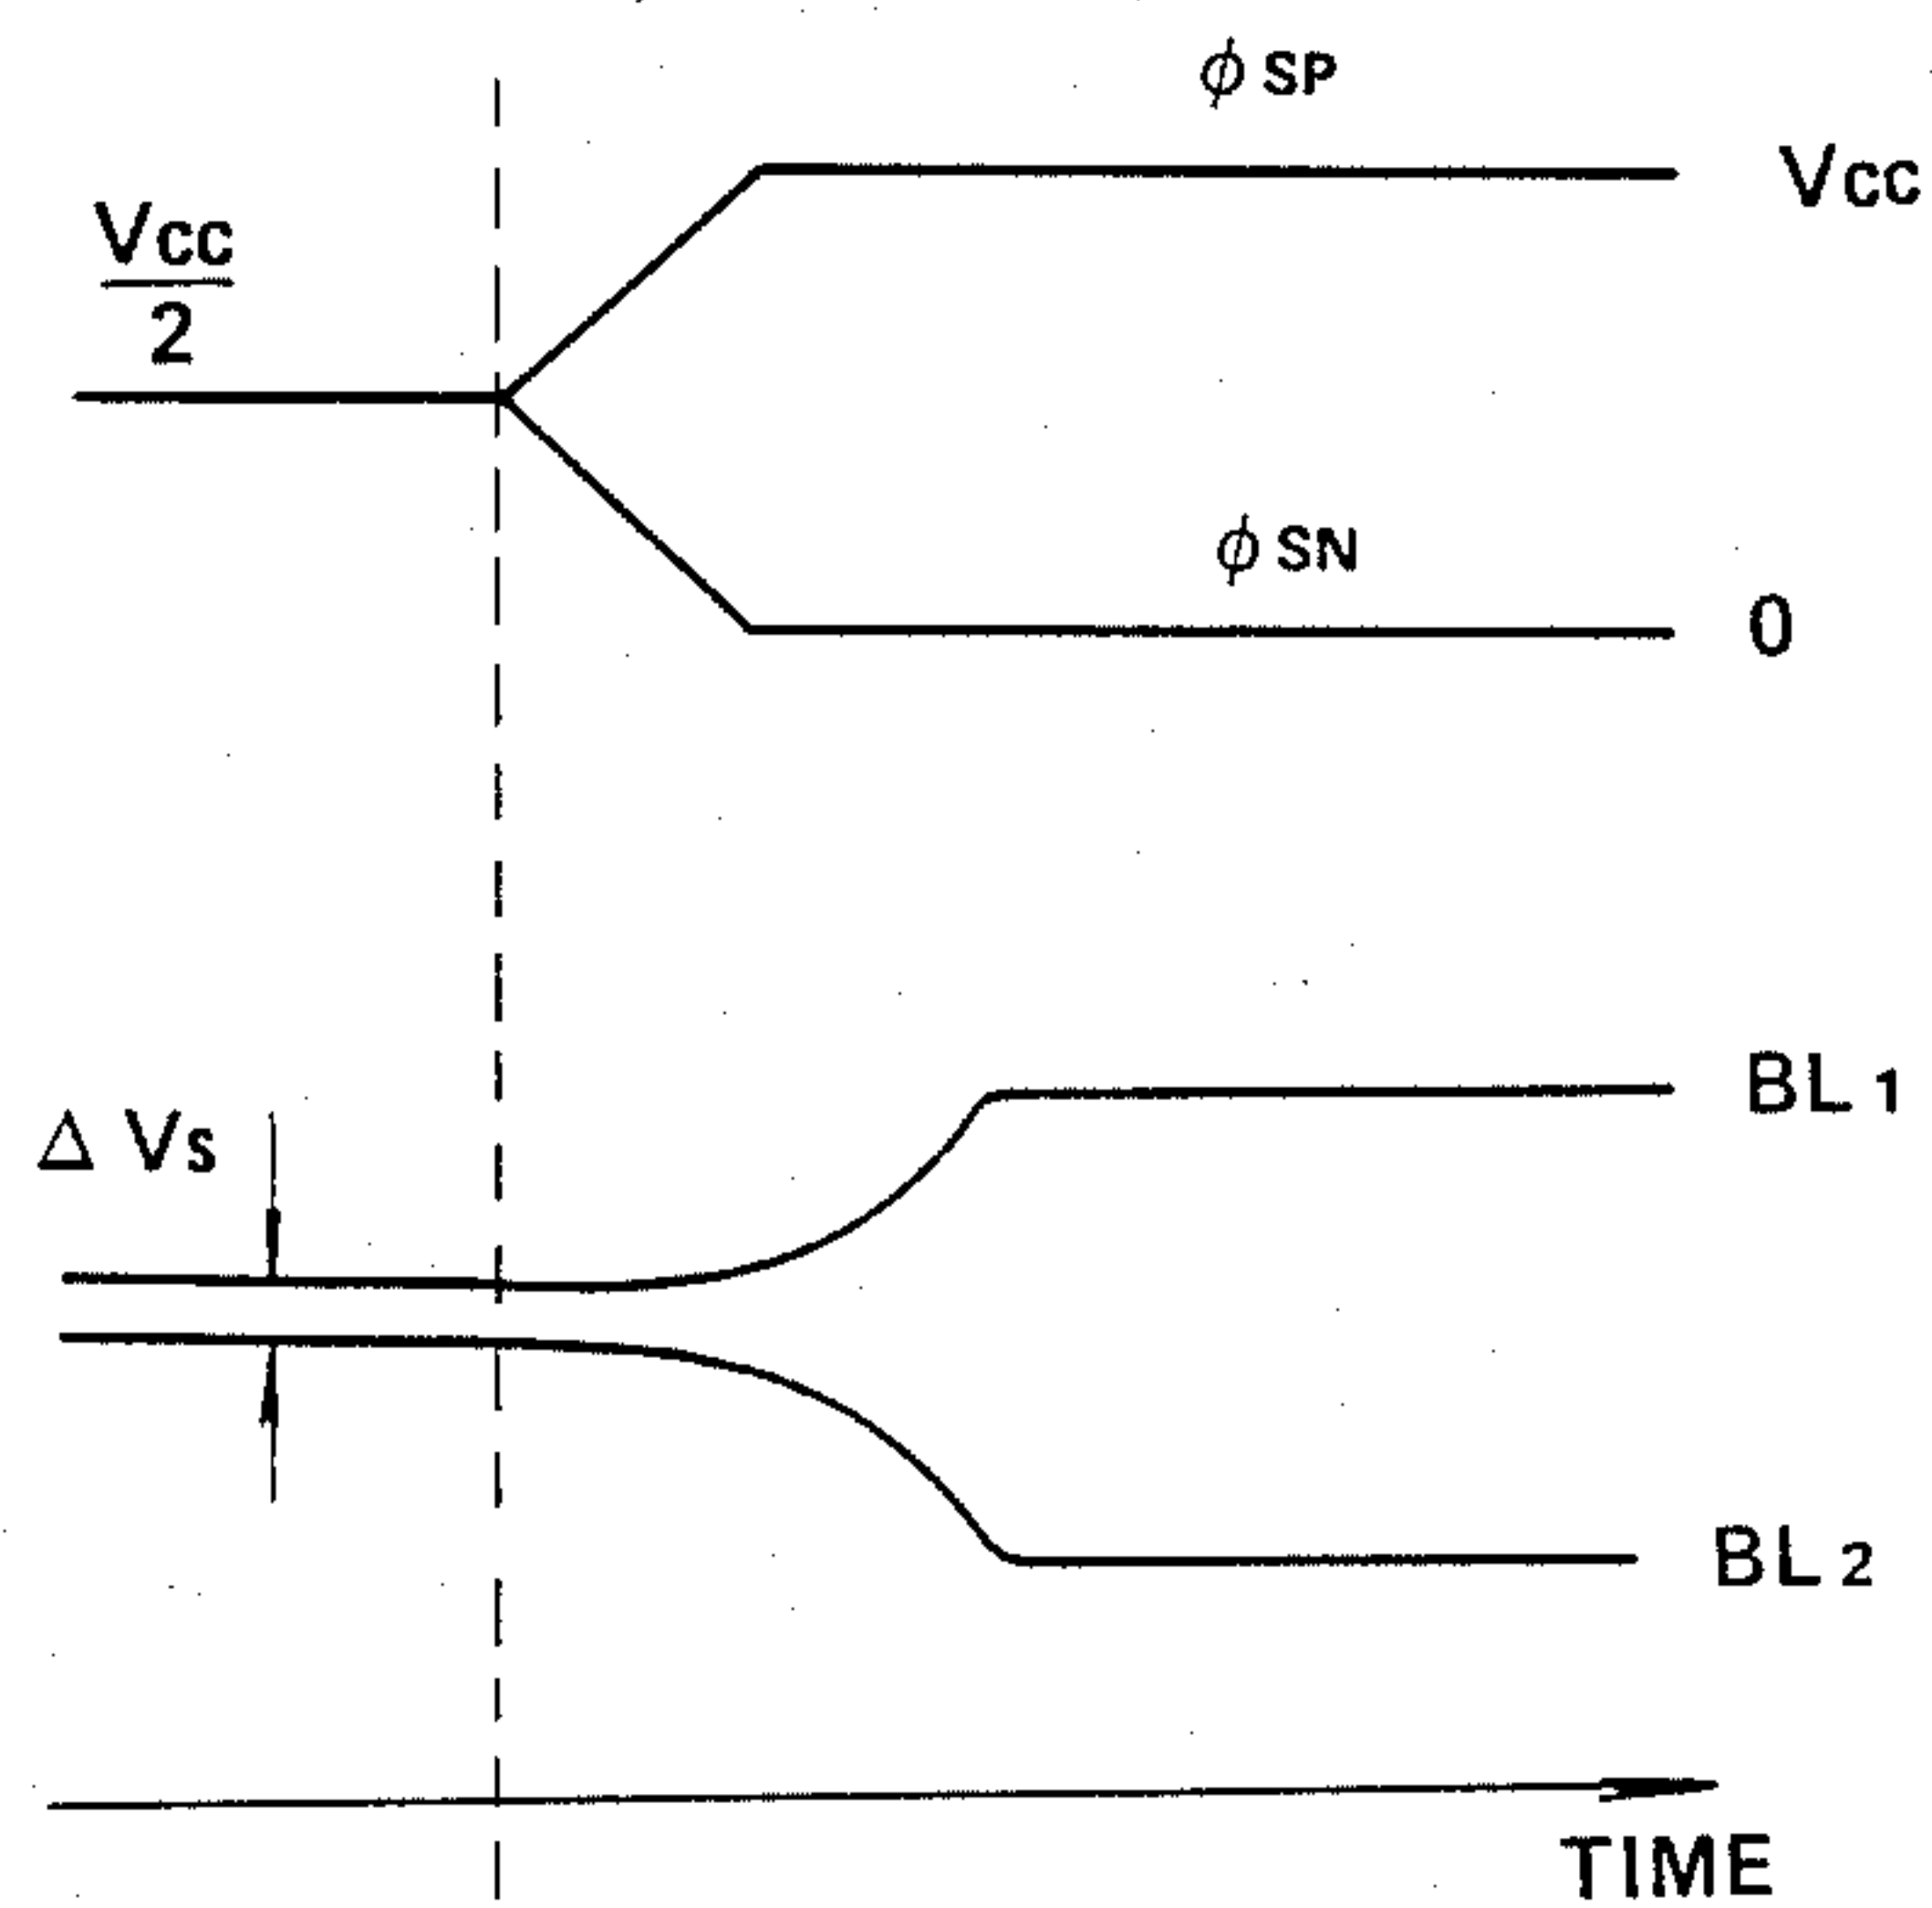 ϕ SP
Vcc
Vcc
2
ϕ SN
0
BL 1
Δ Vs
BL 2
TIME